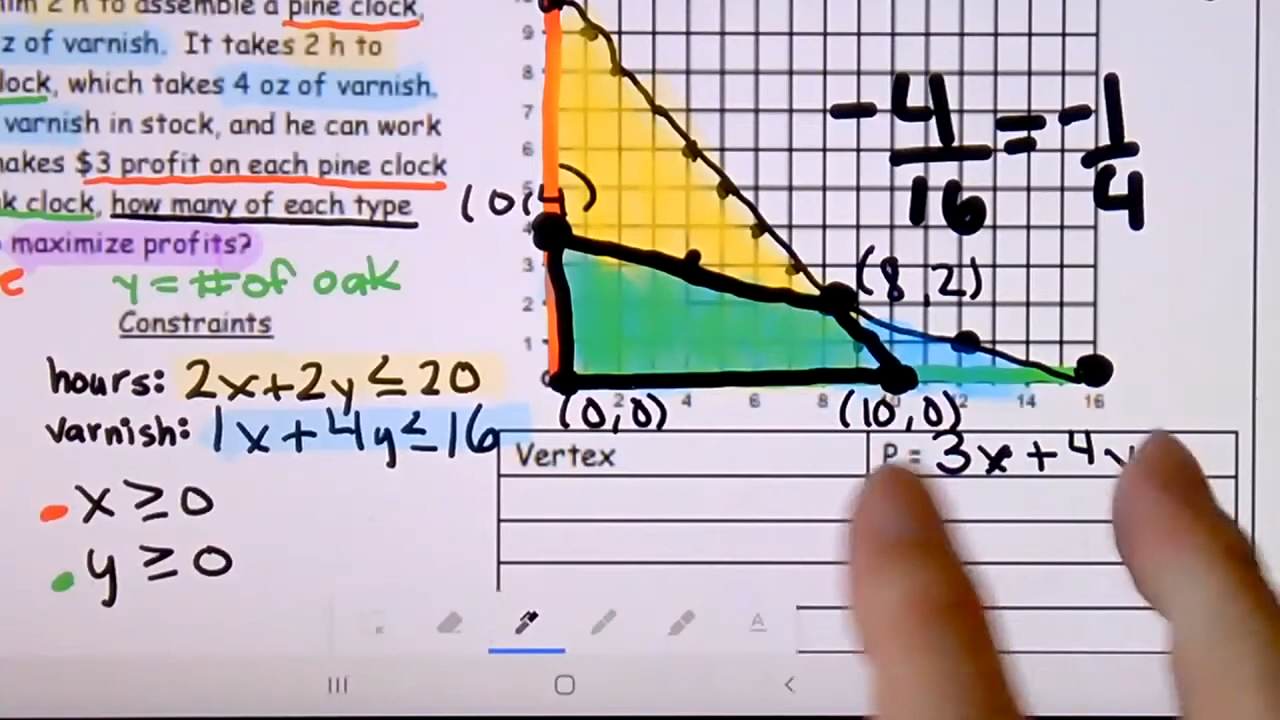 2 h to assemble a pine clock,
z of varnish. It takes 2 h to
lock, which takes 4 oz of varnish.
varnish in stock, and he can work
akes $3 profit on each pine clock
k clock, how many of each type
maximize profits?
y = # of oak
Constraints
hours: 2x+2y ≤ 20
varnish: 1x+4y ≤ 16
x ≥ 0
y ≥ 0
9
8
7
6
5
4
3
2
1
2 4 6 8 10 12 14 16
-4/16 = -1/4
(0,4)
(8,2)
(0,0)
(10,0)
Vertex
P = 3x+4y
A